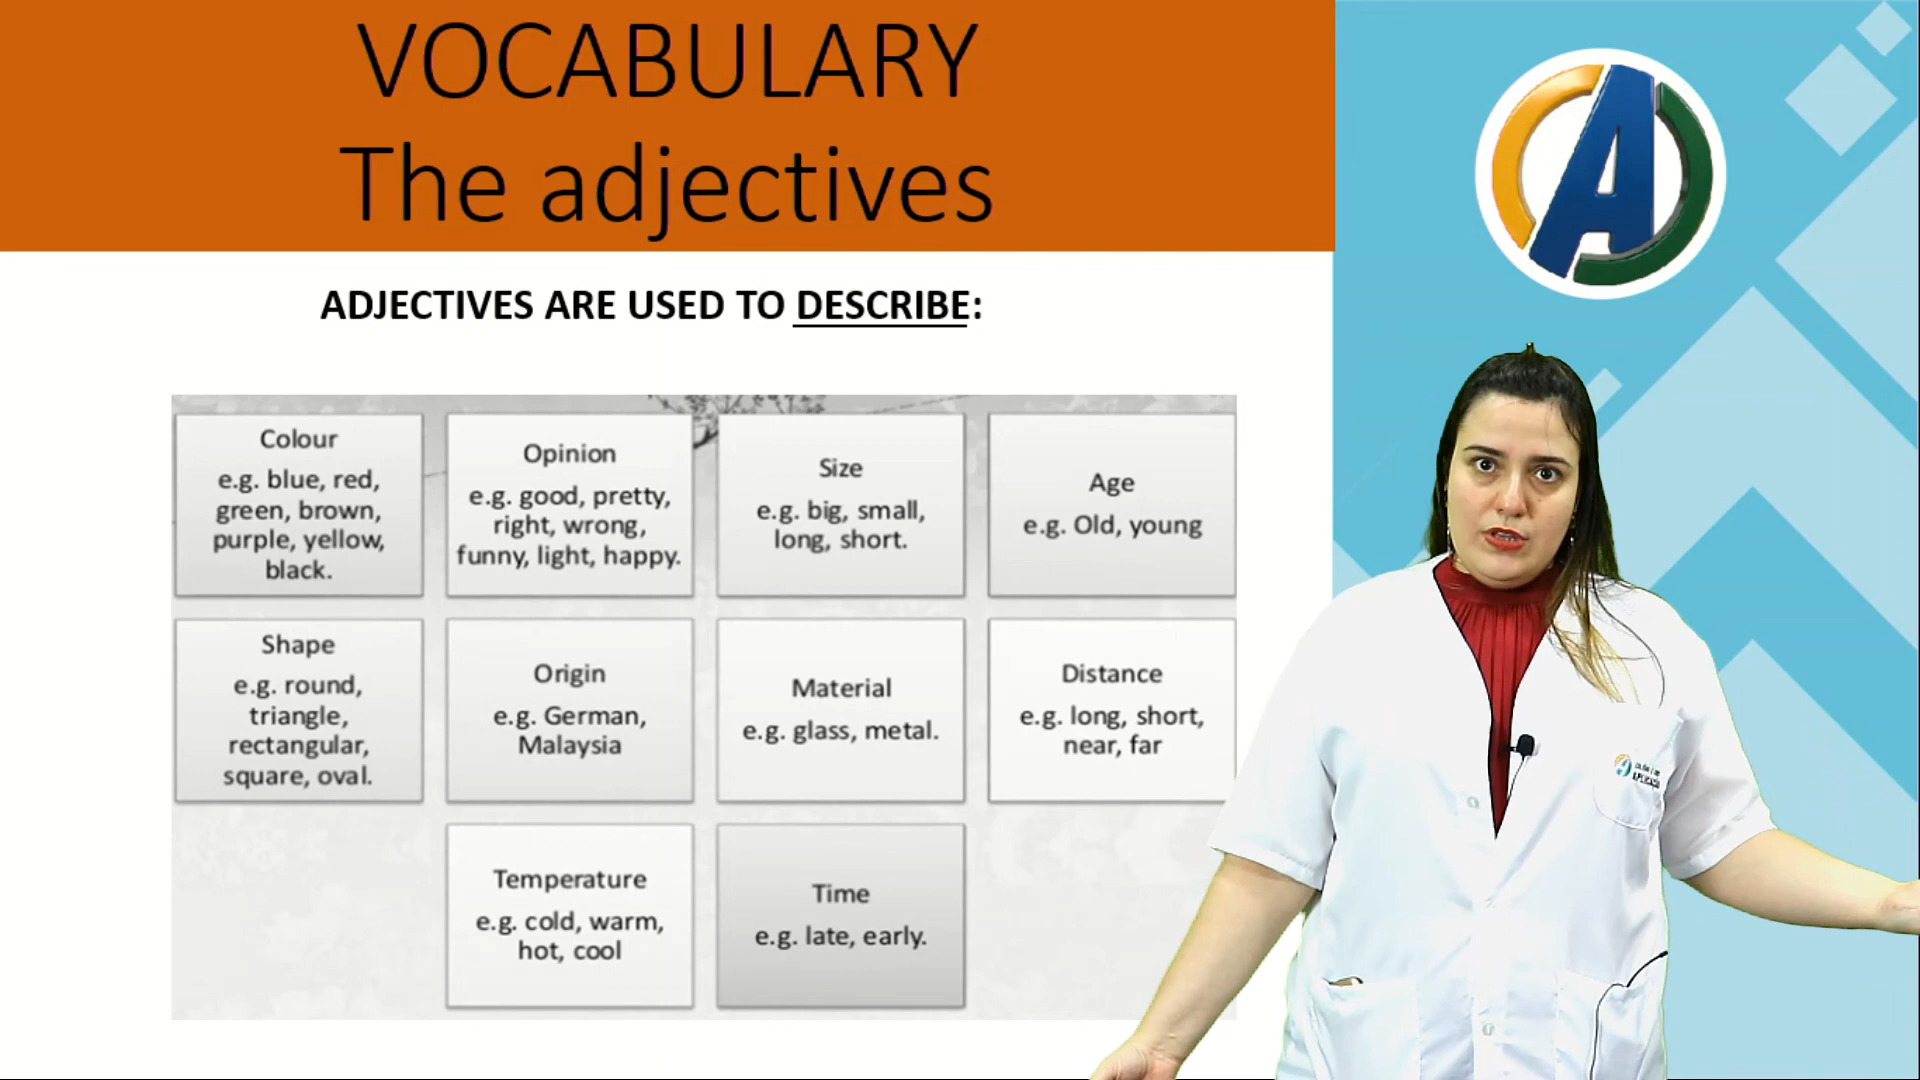 VOCABULARY
The adjectives
ADJECTIVES ARE USED TO DESCRIBE:
Colour
e.g. blue, red,
green, brown,
purple, yellow,
black.
Opinion
e.g. good, pretty,
right, wrong,
funny, light, happy.
Size
e.g. big, small,
long, short.
Age
e.g. Old, young
Shape
e.g. round,
triangle,
rectangular,
square, oval.
Origin
e.g. German,
Malaysia
Material
e.g. glass, metal.
Distance
e.g. long, short,
near, far
Temperature
e.g. cold, warm,
hot, cool
Time
e.g. late, early.
A